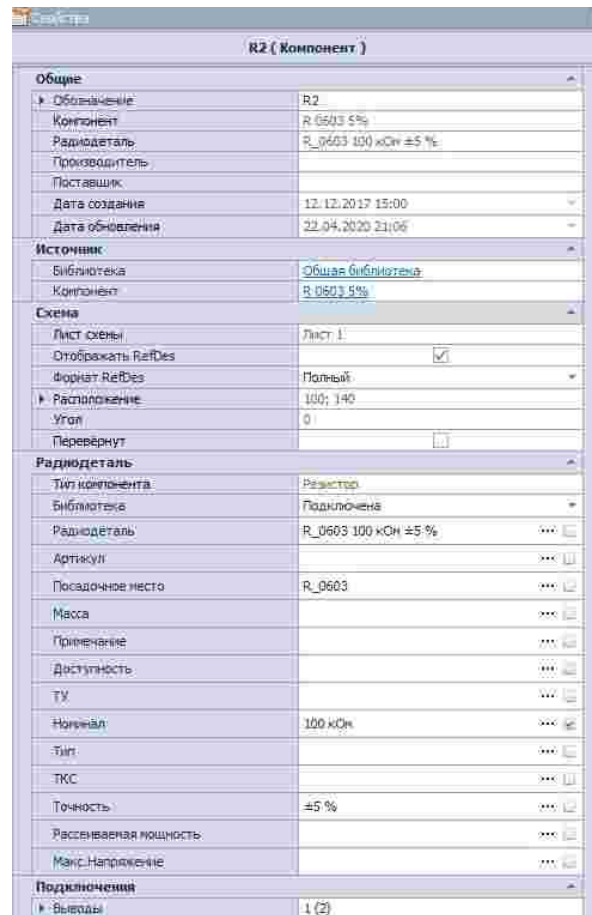 Свойства
R2 ( Компонент )
Общие
Обозначение R2
Компонент R 0603 5%
Радиодеталь R_0603 100 кОм ±5 %
Производитель
Поставщик
Дата создания 12.12.2017 15:00
Дата обновления 22.04.2020 21:06
Источник
Библиотека Общая библиотека
Компонент R 0603 5%
Схема
Лист схемы Лист 1
Отображать RefDes
Формат RefDes Полный
Расположение 100; 140
Угол 0
Перевёрнут
Радиодеталь
Тип компонента Резистор
Библиотека Подключена
Радиодеталь R_0603 100 кОм ±5 % ...
Артикул ...
Посадочное место R_0603 ...
Масса ...
Примечание ...
Доступность ...
ТУ ...
Номинал 100 кОм ...
Тип ...
ТКС ...
Точность ±5 % ...
Рассеиваемая мощность ...
Макс.Напряжение ...
Подключения
Выводы 1 (2)